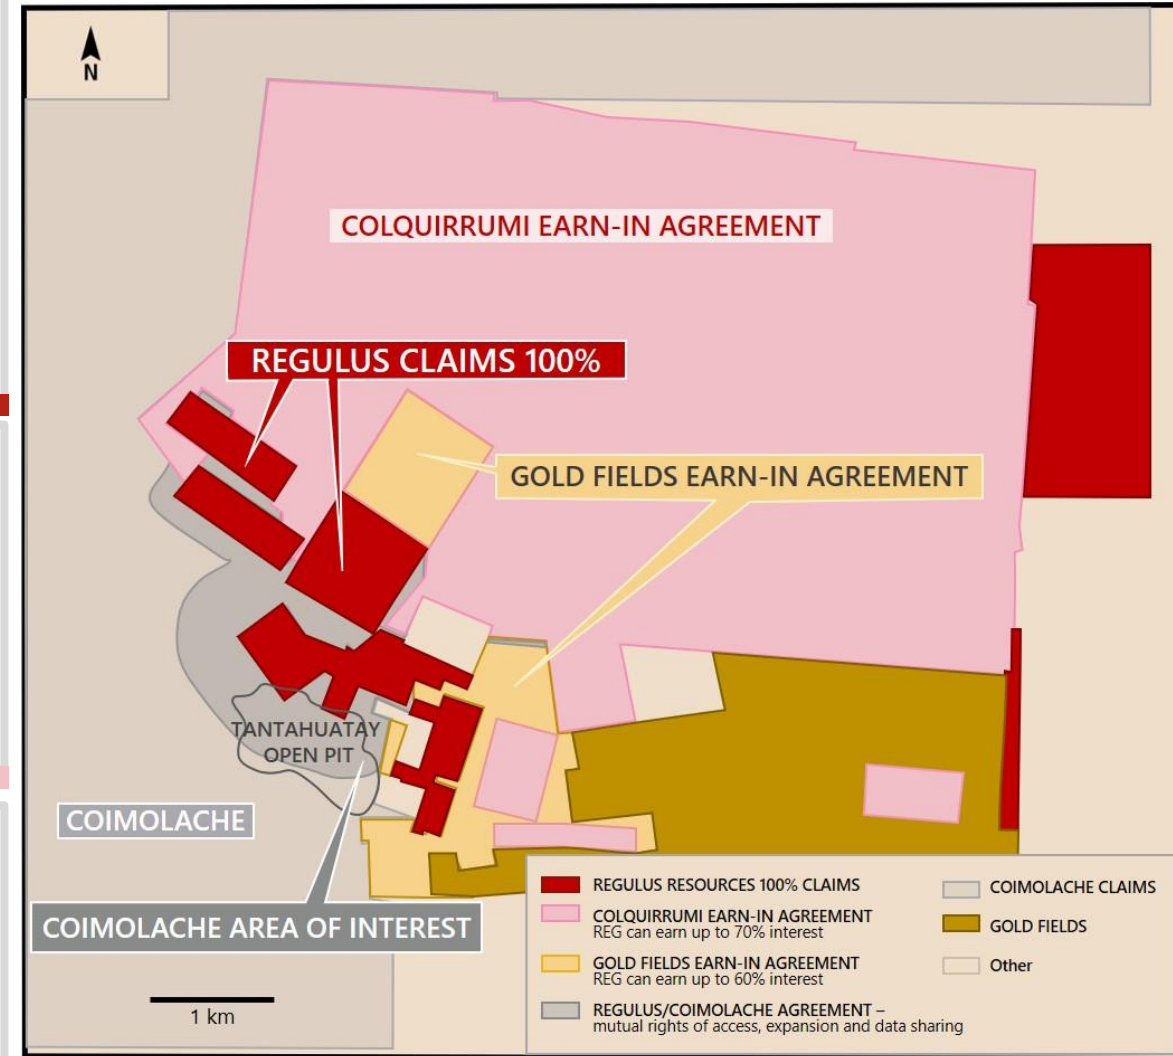 N
COLQUIRRUMI EARN-IN AGREEMENT
REGULUS CLAIMS 100%
GOLD FIELDS EARN-IN AGREEMENT
TANTAHUATAY
OPEN PIT
COIMOLACHE
COIMOLACHE AREA OF INTEREST
1 km
REGULUS RESOURCES 100% CLAIMS
COLQUIRRUMI EARN-IN AGREEMENT
REG can earn up to 70% interest
GOLD FIELDS EARN-IN AGREEMENT
REG can earn up to 60% interest
REGULUS/COIMOLACHE AGREEMENT –
mutual rights of access, expansion and data sharing
COIMOLACHE CLAIMS
GOLD FIELDS
Other